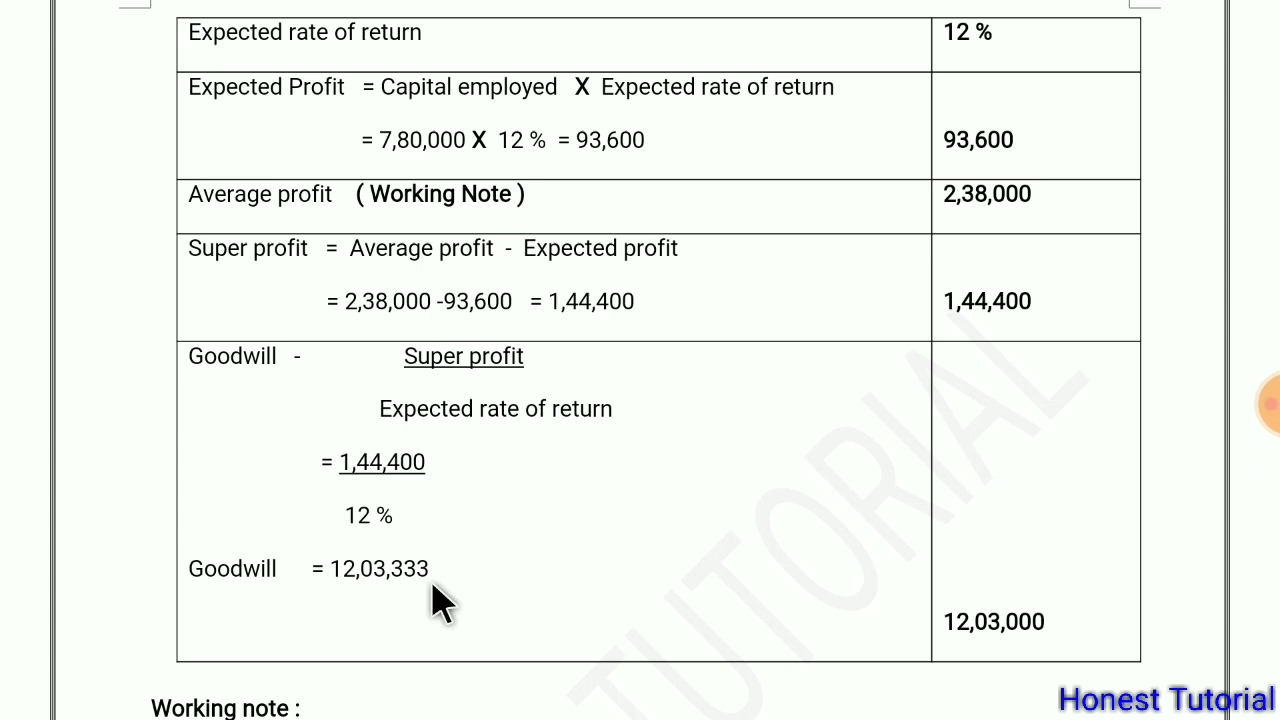 Expected rate of return 12 %
Expected Profit = Capital employed X Expected rate of return
= 7,80,000 X 12 % = 93,600 93,600
Average profit ( Working Note ) 2,38,000
Super profit = Average profit - Expected profit
= 2,38,000 -93,600 = 1,44,400 1,44,400
Goodwill - Super profit
Expected rate of return
= 1,44,400
12 %
Goodwill = 12,03,333
12,03,000
TUTORIAL
Working note :
Honest Tutorial